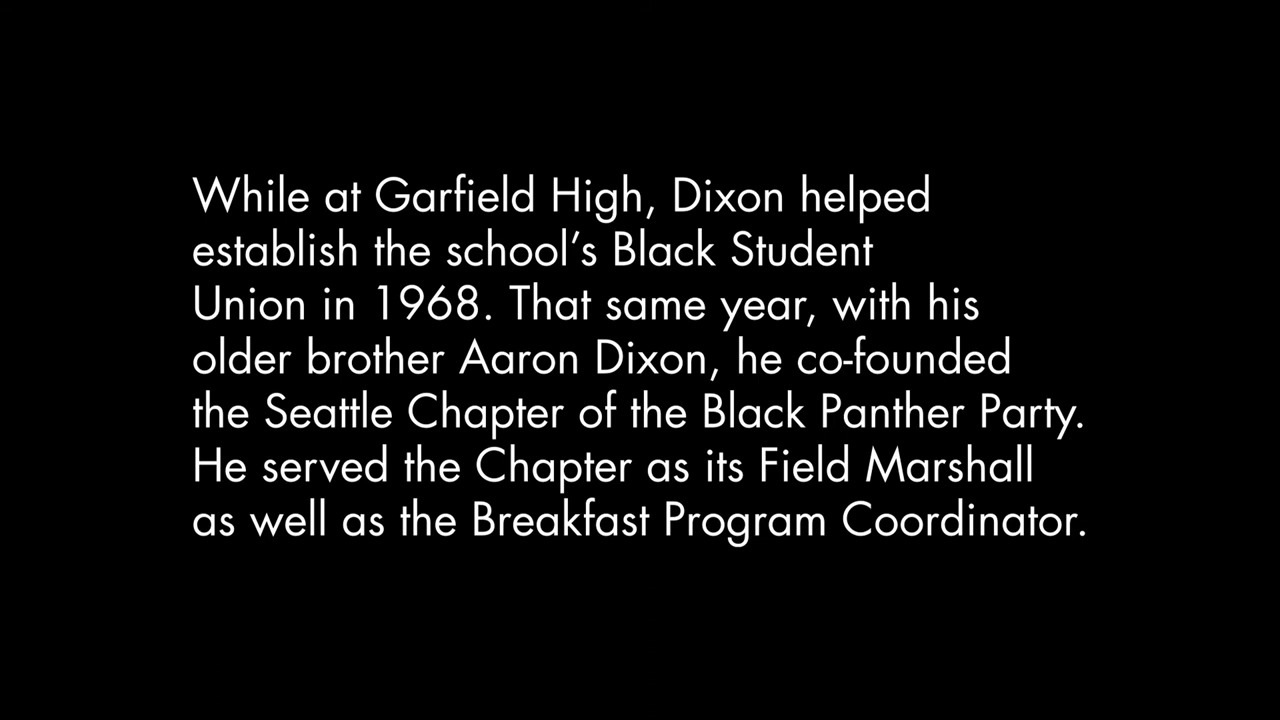 While at Garfield High, Dixon helped
establish the school’s Black Student
Union in 1968. That same year, with his
older brother Aaron Dixon, he co-founded
the Seattle Chapter of the Black Panther Party.
He served the Chapter as its Field Marshall
as well as the Breakfast Program Coordinator.